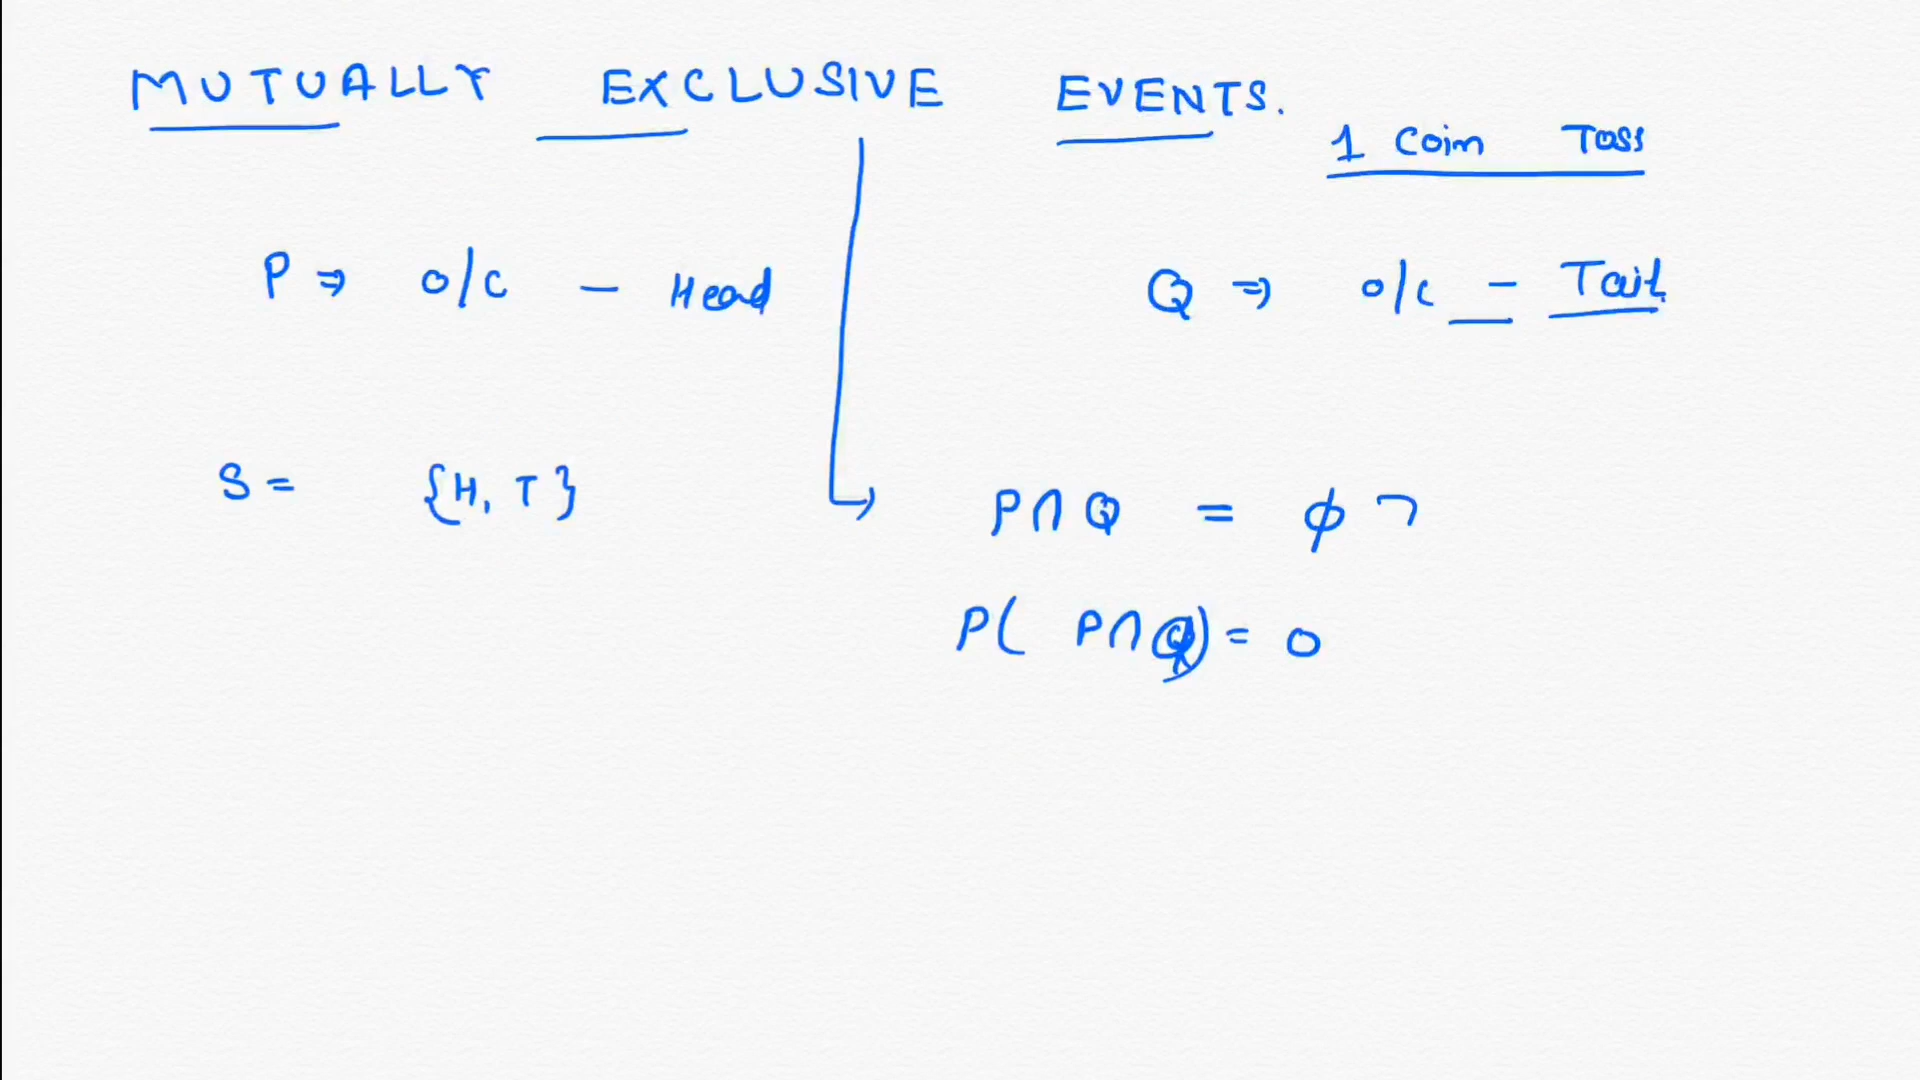 MUTUALLY EXCLUSIVE EVENTS.
1 Coin Toss
P ⇒ o/c - Head
Q ⇒ o/c - Tail
S = {H, T}
P∩Q = ϕ
P( P∩Q) = 0